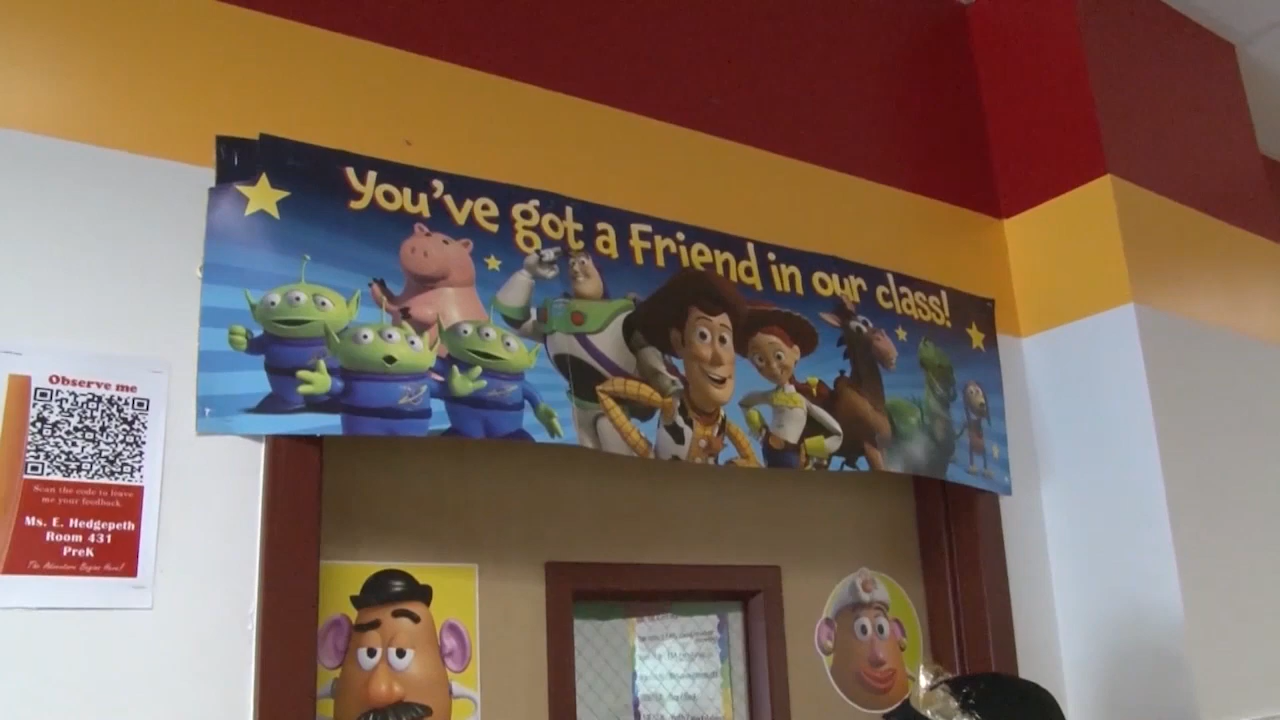 You've got a Friend in our class!
Observe me
Scan the code to leave
me your feedback.
Ms. E. Hedgepeth
Room 431
PreK
The Adventure Begins Here!